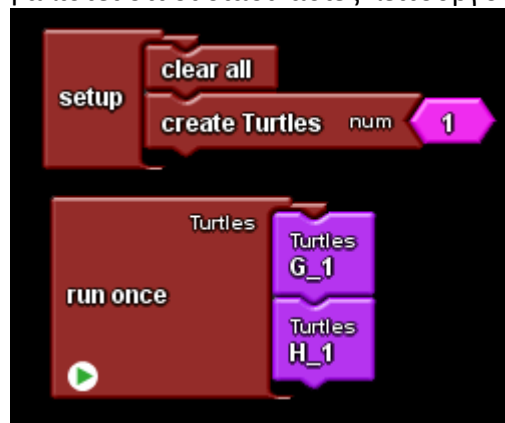 clear all
setup
create Turtles num 1
Turtles
Turtles
G_1
run once
Turtles
H_1